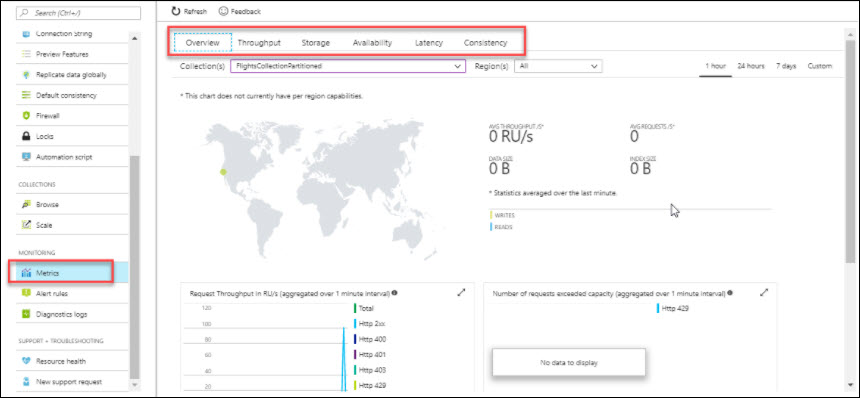 Search (Ctrl+/)
Connection String
Preview Features
Replicate data globally
Default consistency
Firewall
Locks
Automation script
COLLECTIONS
Browse
Scale
MONITORING
Metrics
Alert rules
Diagnostics logs
SUPPORT + TROUBLESHOOTING
Resource health
New support request
Refresh Feedback
Overview Throughput Storage Availability Latency Consistency
Collection(s) FlightsCollectionPartitioned Region(s) All 1 hour 24 hours 7 days Custom
* This chart does not currently have per region capabilities.
AVG THROUGHPUT /S* AVG REQUESTS /S*
0 RU/s 0
DATA SIZE INDEX SIZE
0 B 0 B
* Statistics averaged over the last minute.
WRITES
READS
Request Throughput in RU/s (aggregated over 1 minute interval)
120
100
80
60
40
20
Total
Http 2xx
Http 400
Http 401
Http 403
Http 429
Number of requests exceeded capacity (aggregated over 1 minute interval)
Http 429
No data to display